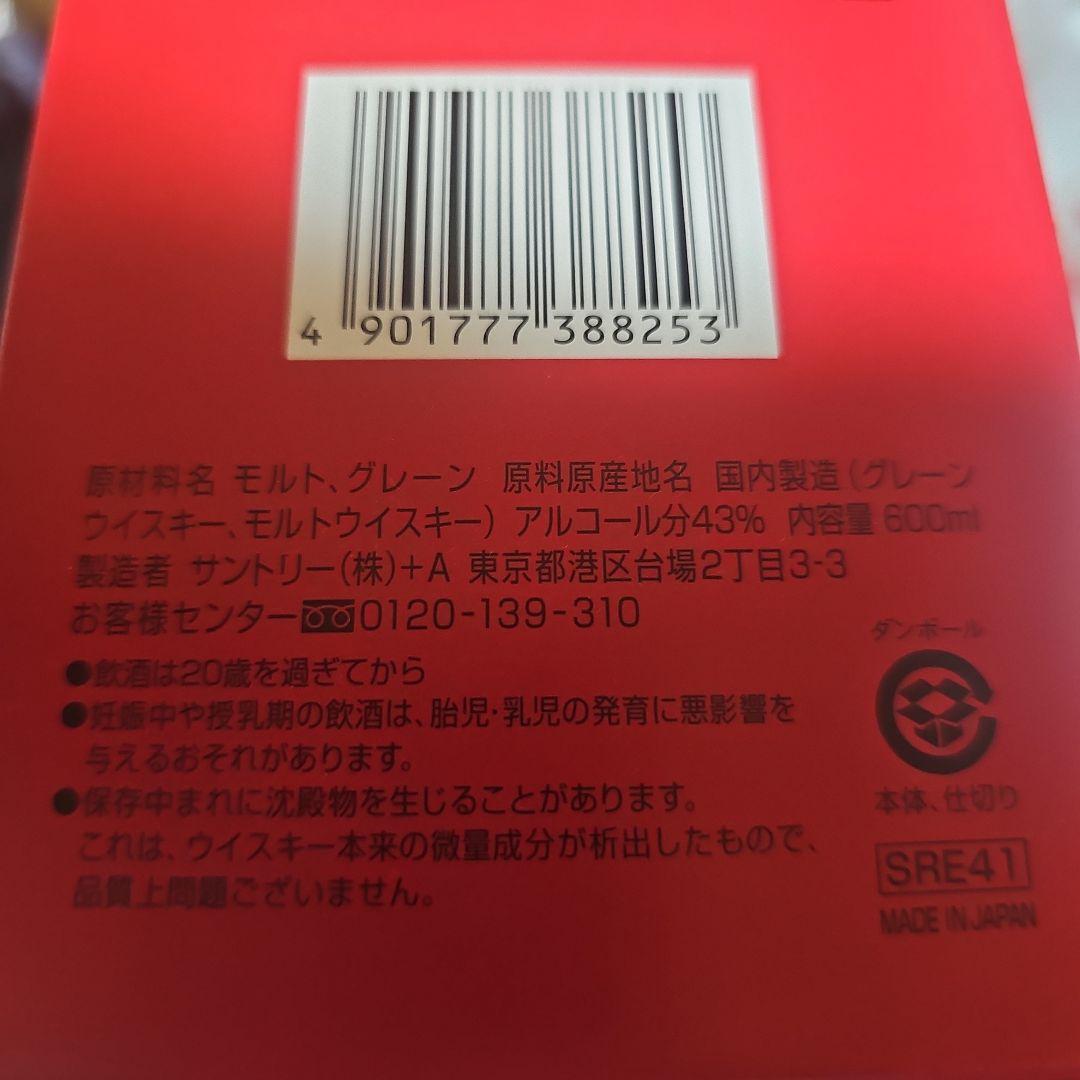 4 901777 388253
原材料名 モルト、グレーン 原料原産地名 国内製造(グレーン
ウイスキー、モルトウイスキー) アルコール分43% 内容量 600ml
製造者 サントリー(株)+A 東京都港区台場2丁目3-3
お客様センター 0120-139-310
●飲酒は20歳を過ぎてから
●妊娠中や授乳期の飲酒は、胎児・乳児の発育に悪影響を
与えるおそれがあります。
●保存中まれに沈殿物を生じることがあります。
これは、ウイスキー本来の微量成分が析出したもので、
品質上問題ございません。
ダンボール
本体、仕切り
SRE41
MADE IN JAPAN